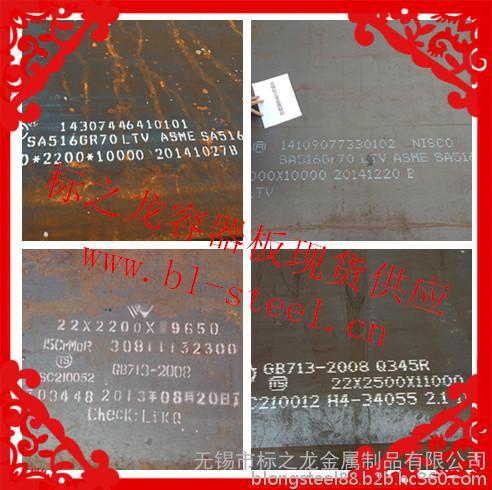 14307446410101
SA516GR70 LTV ASME SA516
0*2200*10000 20141027B
14109077330102 NISCO
SA516Gr70 LTV ASME SA516
000X10000 20141220 B
LTV
标之龙容器板现货供应
www.bl-steel.cn
22X2200X 9650
15CrMoR 308111132300
TS
SC210052 GB713-2008
T03448 2013年08月20日
Check:LiKQ
GB713-2008 Q345R
TS 22X2500X11000
C210012 H4-34055 2.1
无锡市标之龙金属制品有限公司
blongsteel88.b2b.hc360.com